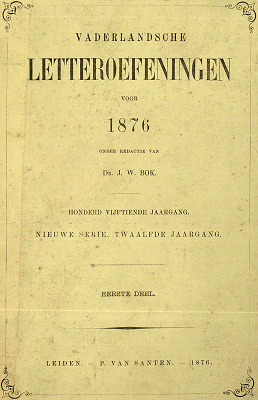 VADERLANDSCHE
LETTEROEFENINGEN
VOOR
1876
ONDER REDACTIE VAN
DR. J. W. BOK.
HONDERD VIJFTIENDE JAARGANG.
NIEUWE SERIE, TWAALFDE JAARGANG.
EERSTE DEEL.
LEIDEN. — P. VAN SANTEN. — 1876.